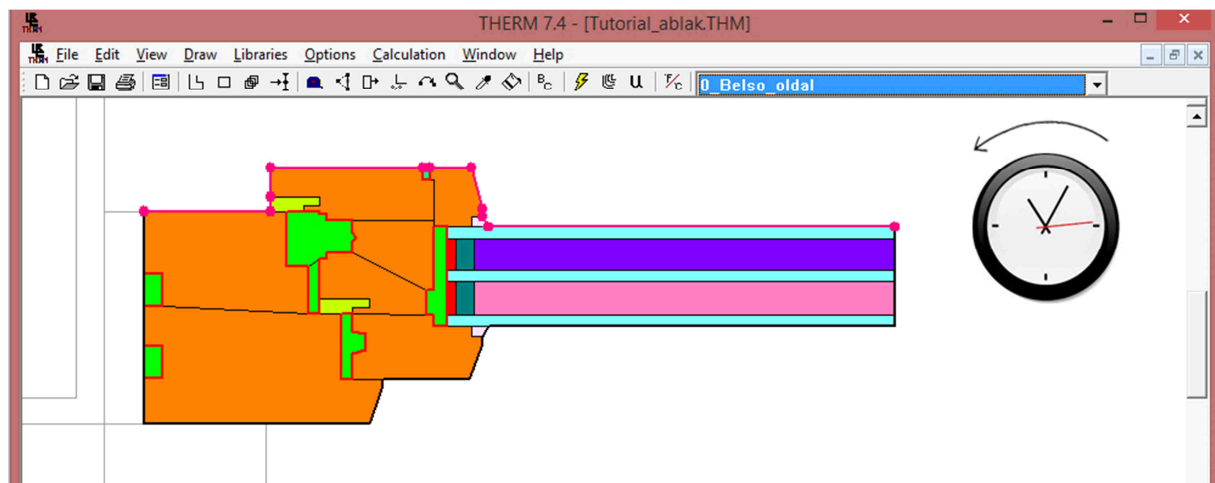 THERM 7.4 - [Tutorial_ablak.THM]
File Edit View Draw Libraries Options Calculation Window Help
0_Belso_oldal